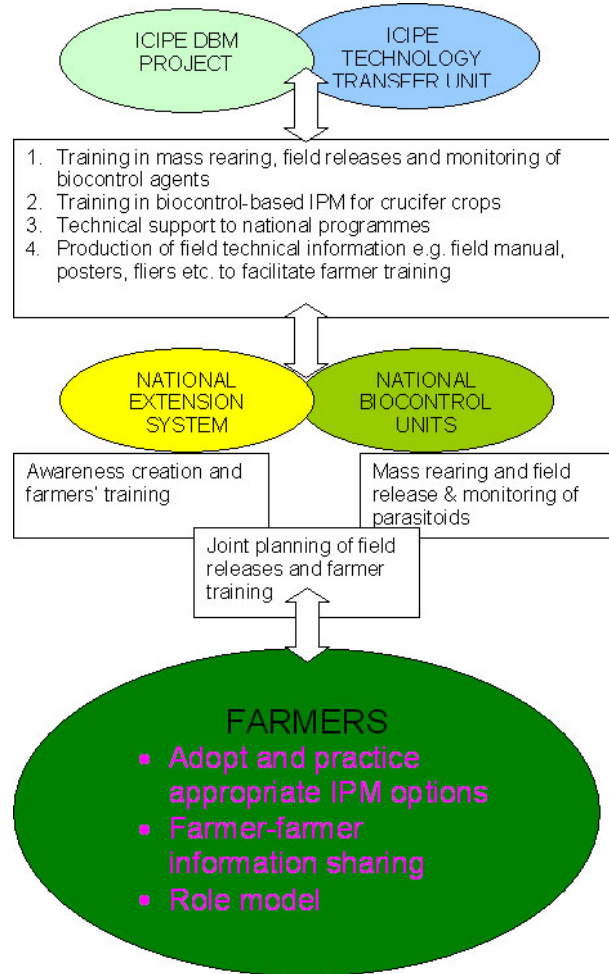 ICIPE DBM
PROJECT
ICIPE
TECHNOLOGY
TRANSFER UNIT
1. Training in mass rearing, field releases and monitoring of
biocontrol agents
2. Training in biocontrol-based IPM for crucifer crops
3. Technical support to national programmes
4. Production of field technical information e.g. field manual,
posters, fliers etc. to facilitate farmer training
NATIONAL
EXTENSION
SYSTEM
NATIONAL
BIOCONTROL
UNITS
Awareness creation and
farmers' training
Mass rearing and field
release & monitoring of
parasitoids
Joint planning of field
releases and farmer
training
FARMERS
• Adopt and practice
appropriate IPM options
• Farmer-farmer
information sharing
• Role model